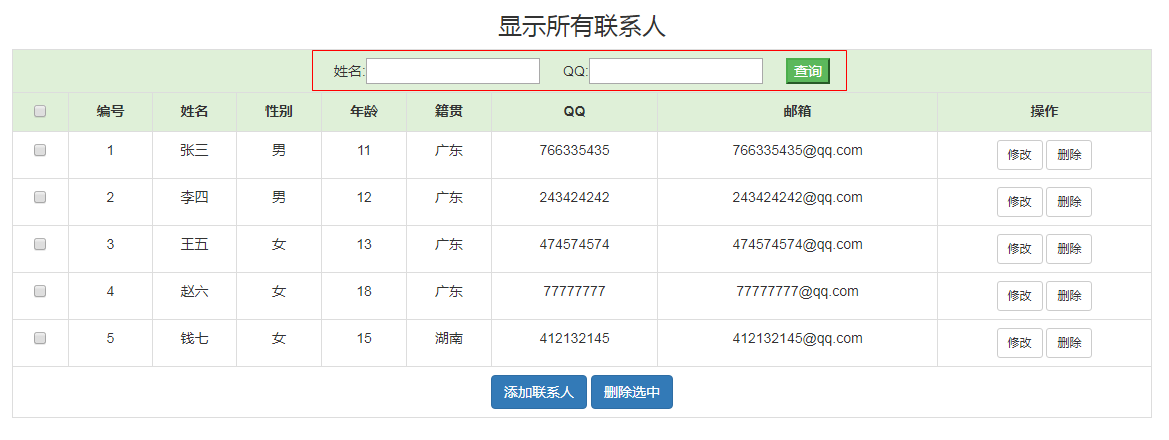 显示所有联系人
姓名: QQ: 查询
编号 姓名 性别 年龄 籍贯 QQ 邮箱 操作
1 张三 男 11 广东 766335435 766335435@qq.com 修改 删除
2 李四 男 12 广东 243424242 243424242@qq.com 修改 删除
3 王五 女 13 广东 474574574 474574574@qq.com 修改 删除
4 赵六 女 18 广东 77777777 77777777@qq.com 修改 删除
5 钱七 女 15 湖南 412132145 412132145@qq.com 修改 删除
添加联系人 删除选中